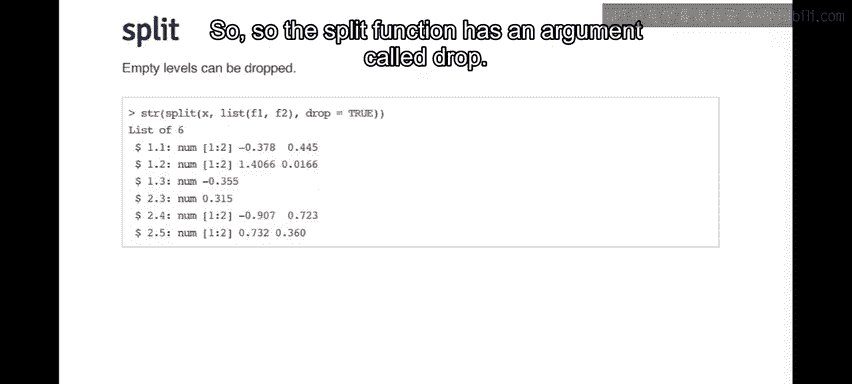 split
So, so the split function has an argument
called drop.
Empty levels can be dropped.
> str(split(x, list(f1, f2), drop = TRUE))
List of 6
$ 1.1: num [1:2] -0.378 0.445
$ 1.2: num [1:2] 1.4066 0.0166
$ 1.3: num -0.355
$ 2.3: num 0.315
$ 2.4: num [1:2] -0.907 0.723
$ 2.5: num [1:2] 0.732 0.360